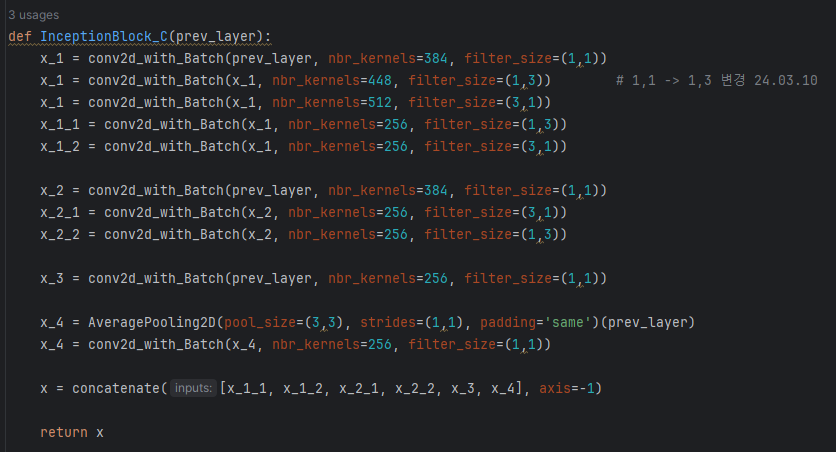 3 usages
def InceptionBlock_C(prev_layer):
    x_1 = conv2d_with_Batch(prev_layer, nbr_kernels=384, filter_size=(1,1))
    x_1 = conv2d_with_Batch(x_1, nbr_kernels=448, filter_size=(1,3))        # 1,1 -> 1,3 변경 24.03.10
    x_1 = conv2d_with_Batch(x_1, nbr_kernels=512, filter_size=(3,1))
    x_1_1 = conv2d_with_Batch(x_1, nbr_kernels=256, filter_size=(1,3))
    x_1_2 = conv2d_with_Batch(x_1, nbr_kernels=256, filter_size=(3,1))
    x_2 = conv2d_with_Batch(prev_layer, nbr_kernels=384, filter_size=(1,1))
    x_2_1 = conv2d_with_Batch(x_2, nbr_kernels=256, filter_size=(3,1))
    x_2_2 = conv2d_with_Batch(x_2, nbr_kernels=256, filter_size=(1,3))
    x_3 = conv2d_with_Batch(prev_layer, nbr_kernels=256, filter_size=(1,1))
    x_4 = AveragePooling2D(pool_size=(3,3), strides=(1,1), padding='same')(prev_layer)
    x_4 = conv2d_with_Batch(x_4, nbr_kernels=256, filter_size=(1,1))
    x = concatenate( inputs: [x_1_1, x_1_2, x_2_1, x_2_2, x_3, x_4], axis=-1)
    return x